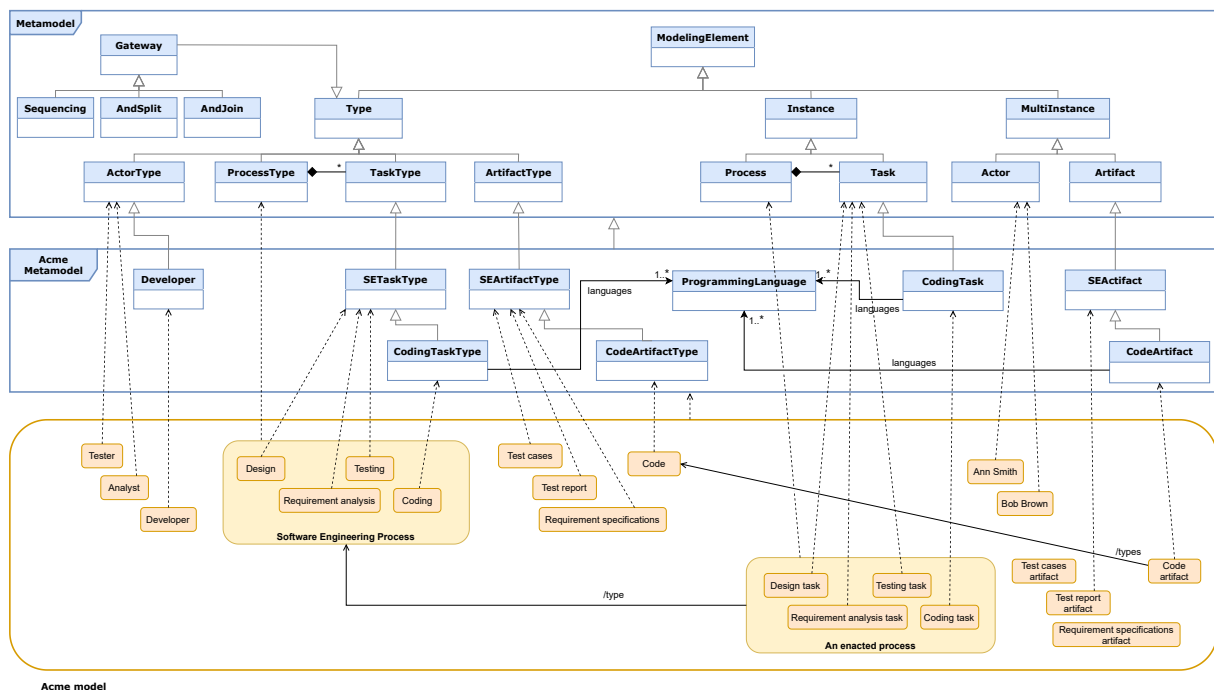 Metamodel
Gateway
ModelingElement
Sequencing
AndSplit
AndJoin
Type
Instance
MultiInstance
ActorType
ProcessType
*
TaskType
ArtifactType
Process
*
Task
Actor
Artifact
Acme
Metamodel
Developer
SETaskType
SEArtifactType
1..*
languages
ProgrammingLanguage
1..*
1..*
languages
CodingTask
SEActifact
CodingTaskType
CodeArtifactType
languages
CodeArtifact
Tester
Analyst
Developer
Design
Testing
Requirement analysis
Coding
Software Engineering Process
Test cases
Test report
Requirement specifications
Code
Ann Smith
Bob Brown
/types
/type
Design task
Testing task
Requirement analysis task
Coding task
An enacted process
Test cases
artifact
Code
artifact
Test report
artifact
Requirement specifications
artifact
Acme model